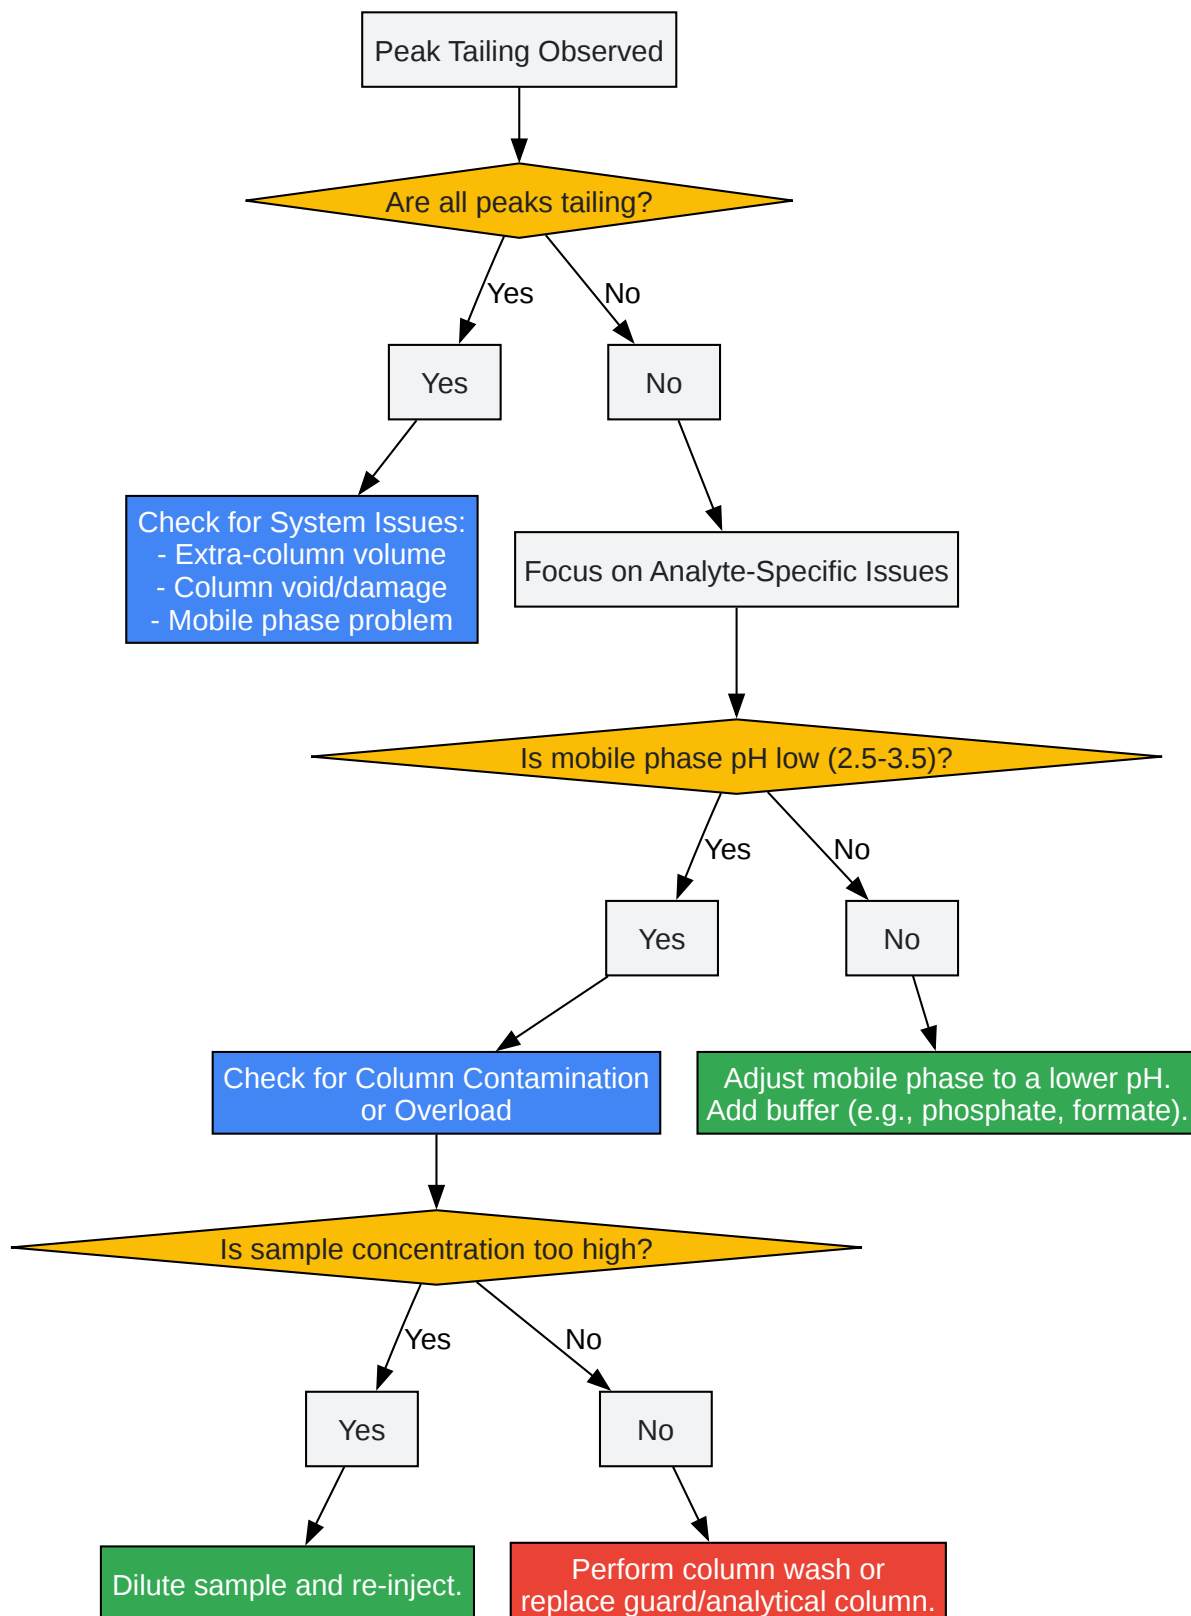 Peak Tailing Observed
Are all peaks tailing?
Yes
No
Yes
No
Check for System Issues:
- Extra-column volume
- Column void/damage
- Mobile phase problem
Focus on Analyte-Specific Issues
Is mobile phase pH low (2.5-3.5)?
Yes
No
Yes
No
Check for Column Contamination
or Overload
Adjust mobile phase to a lower pH.
Add buffer (e.g., phosphate, formate).
Is sample concentration too high?
Yes
No
Yes
No
Dilute sample and re-inject.
Perform column wash or
replace guard/analytical column.